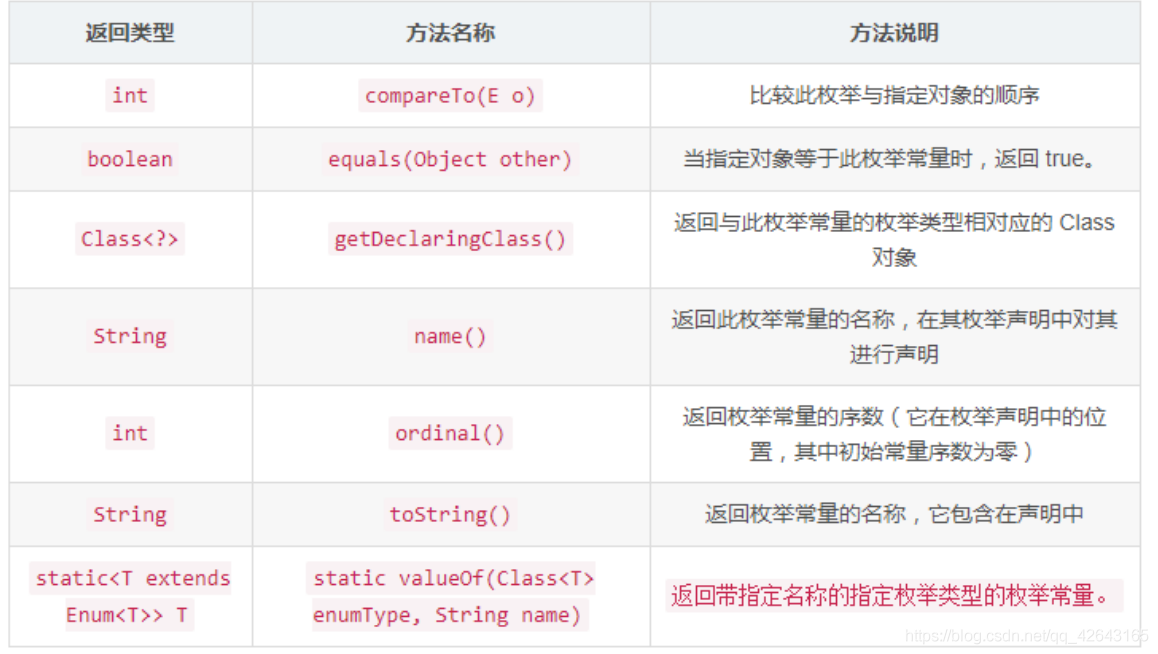 返回类型 方法名称 方法说明
int compareTo(E o) 比较此枚举与指定对象的顺序
boolean equals(Object other) 当指定对象等于此枚举常量时，返回 true。
Class<?> getDeclaringClass() 返回与此枚举常量的枚举类型相对应的 Class
对象
String name() 返回此枚举常量的名称，在其枚举声明中对其
进行声明
int ordinal() 返回枚举常量的序数（它在枚举声明中的位
置，其中初始常量序数为零）
String toString() 返回枚举常量的名称，它包含在声明中
static<T extends static valueOf(Class<T> 返回带指定名称的指定枚举类型的枚举常量。
Enum<T>> T enumType, String name)
https://blog.csdn.net/qq_42643165